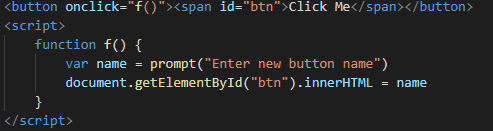 <button onclick="f()"><span id="btn">Click Me</span></button>
<script>
    function f() {
        var name = prompt("Enter new button name")
        document.getElementById("btn").innerHTML = name
    }
</script>